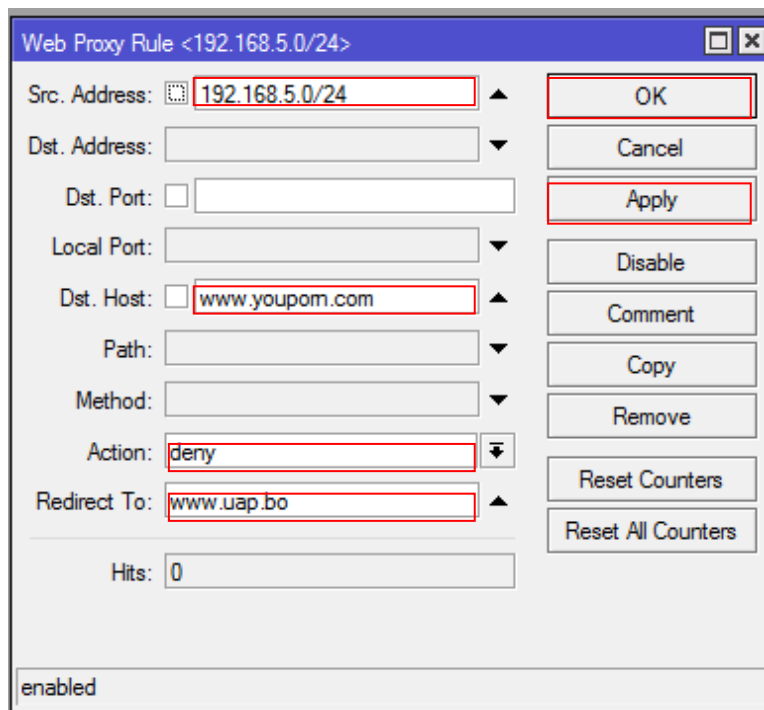 Web Proxy Rule <192.168.5.0/24>
Src. Address: 192.168.5.0/24
OK
Dst. Address:
Cancel
Dst. Port:
Apply
Local Port:
Disable
Dst. Host: www.youporn.com
Comment
Path:
Copy
Method:
Remove
Action: deny
Reset Counters
Redirect To: www.uap.bo
Reset All Counters
Hits: 0
enabled